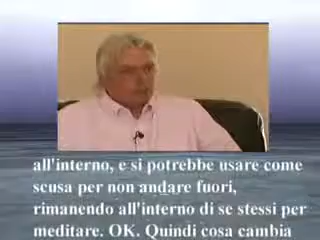 all'interno, e si potrebbe usare come
scusa per non andare fuori,
rimanendo all'interno di se stessi per
meditare. OK. Quindi cosa cambia